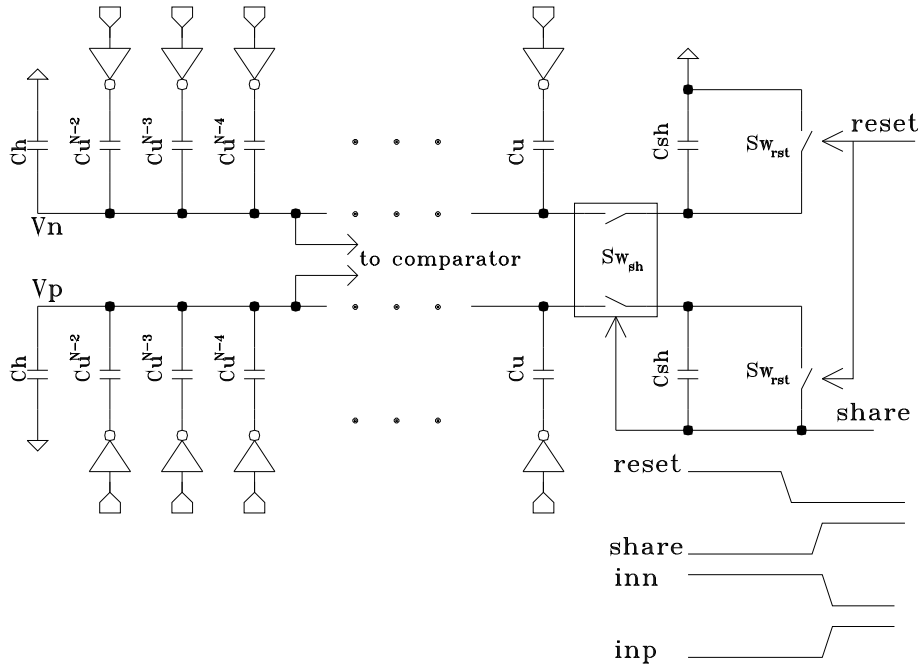 Ch
Cu^N-2
Cu^N-3
Cu^N-4
Cu
Csh
Sw_rst
reset
Vn
to comparator
Sw_sh
Vp
Ch
Cu^N-2
Cu^N-3
Cu^N-4
Cu
Csh
Sw_rst
share
reset
share
inn
inp